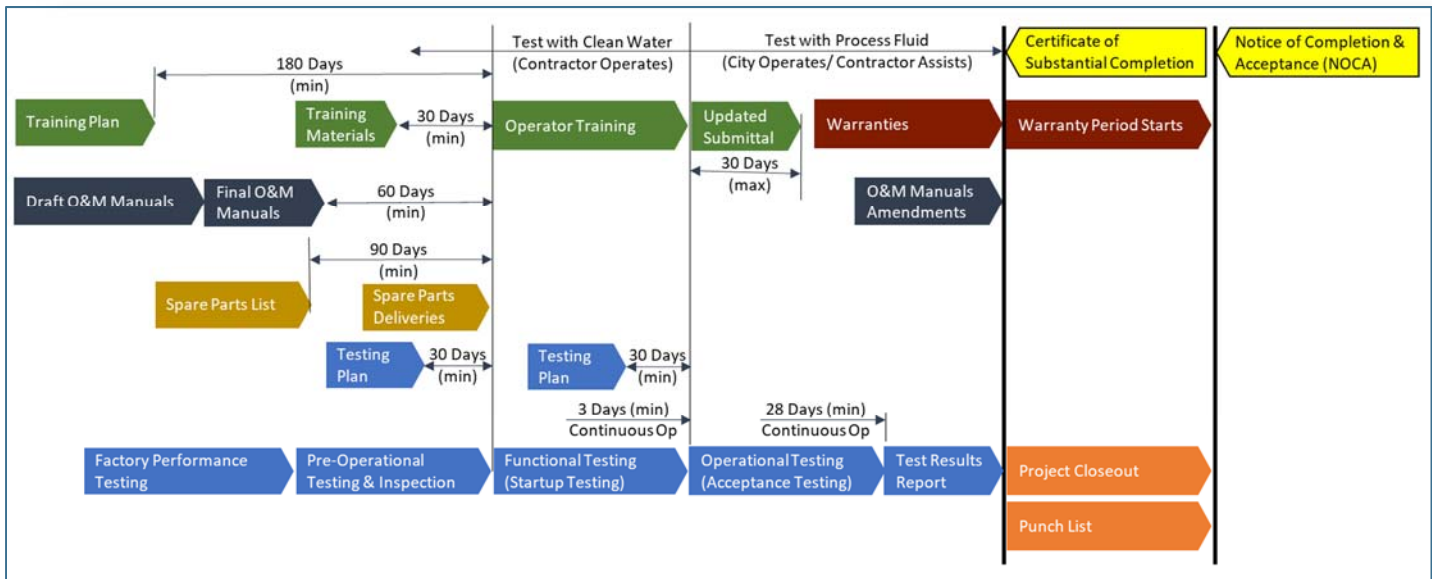 Test with Clean Water
(Contractor Operates)
Test with Process Fluid
(City Operates/ Contractor Assists)
Certificate of
Substantial Completion
Notice of Completion &
Acceptance (NOCA)
180 Days
(min)
Training Plan
Training
Materials
30 Days
(min)
Operator Training
Updated
Submittal
Warranties
Warranty Period Starts
30 Days
(max)
Draft O&M Manuals
Final O&M
Manuals
60 Days
(min)
O&M Manuals
Amendments
90 Days
(min)
Spare Parts List
Spare Parts
Deliveries
Testing
Plan
30 Days
(min)
Testing
Plan
30 Days
(min)
3 Days (min)
Continuous Op
28 Days (min)
Continuous Op
Factory Performance
Testing
Pre-Operational
Testing & Inspection
Functional Testing
(Startup Testing)
Operational Testing
(Acceptance Testing)
Test Results
Report
Project Closeout
Punch List